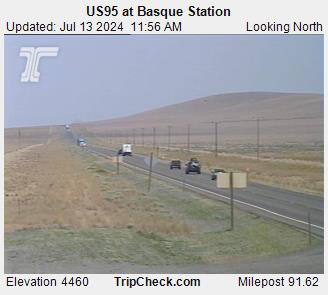 US95 at Basque Station
Updated: Jul 13 2024 11:56 AM Looking North
Elevation 4460 TripCheck.com Milepost 91.62